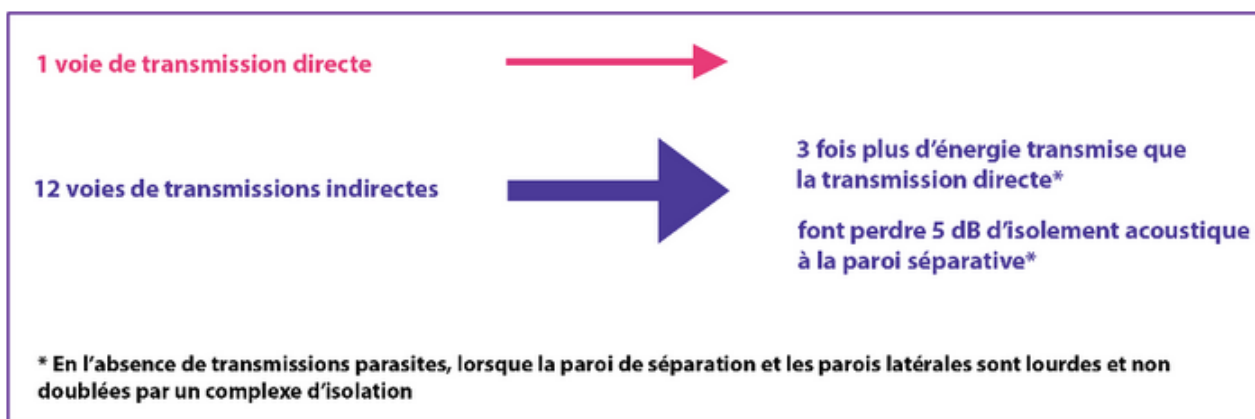 1 voie de transmission directe
12 voies de transmissions indirectes
3 fois plus d’énergie transmise que
la transmission directe*
font perdre 5 dB d’isolement acoustique
à la paroi séparative*
* En l’absence de transmissions parasites, lorsque la paroi de séparation et les parois latérales sont lourdes et non
doublées par un complexe d’isolation